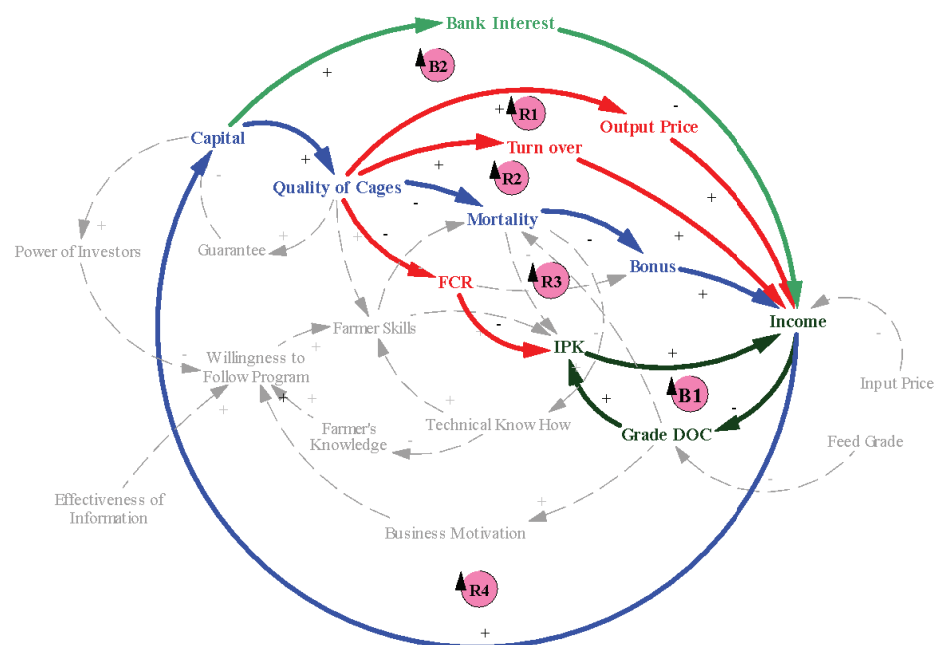 Bank Interest
+
B2
-
+
R1
Output Price
Capital
Turn over
+
+
R2
-
Quality of Cages
+
-
Mortality
+
+
Power of Investors
Guarantee
+
-
-
+
Bonus
FCR
R3
+
Income
+
Farmer Skills
-
-
-
-
IPK
+
Willingness to
Follow Program
+
+
-
Input Price
+
+
+
B1
+
-
Farmer's
Knowledge
-
+
Technical Know How
Grade DOC
Feed Grade
Effectiveness of
Information
+
-
Business Motivation
R4
+